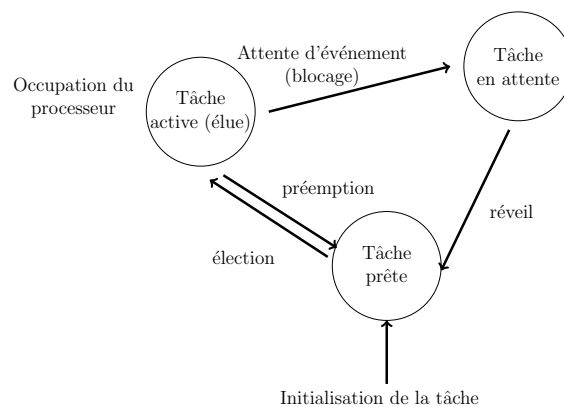 Attente d'événement
(blocage)
Tâche
en attente
Occupation du
processeur
Tâche
active (élue)
préemption
élection
réveil
Tâche
prête
Initialisation de la tâche